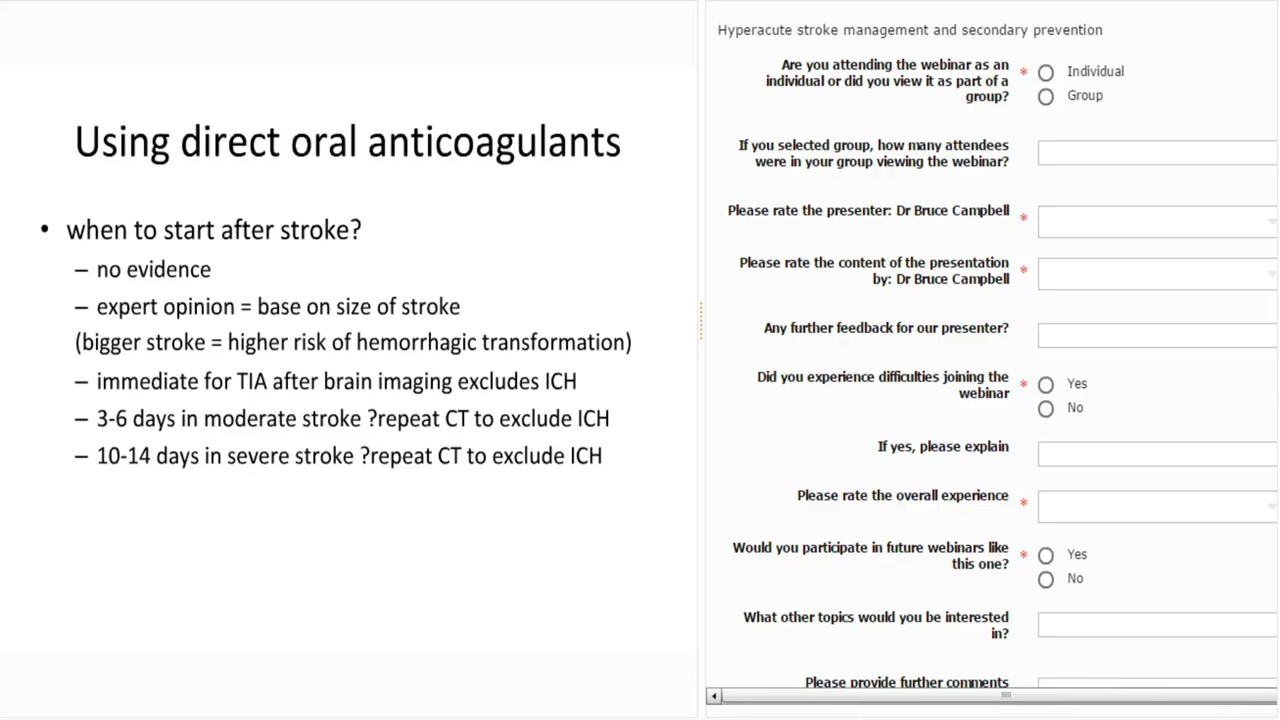 Using direct oral anticoagulants
• when to start after stroke?
– no evidence
– expert opinion = base on size of stroke
(bigger stroke = higher risk of hemorrhagic transformation)
– immediate for TIA after brain imaging excludes ICH
– 3-6 days in moderate stroke ?repeat CT to exclude ICH
– 10-14 days in severe stroke ?repeat CT to exclude ICH
Hyperacute stroke management and secondary prevention
Are you attending the webinar as an
individual or did you view it as part of a
group?
* Individual
Group
If you selected group, how many attendees
were in your group viewing the webinar?
Please rate the presenter: Dr Bruce Campbell
*
Please rate the content of the presentation
by: Dr Bruce Campbell
*
Any further feedback for our presenter?
Did you experience difficulties joining the
webinar
* Yes
No
If yes, please explain
Please rate the overall experience
*
Would you participate in future webinars like
this one?
* Yes
No
What other topics would you be interested
in?
Please provide further comments